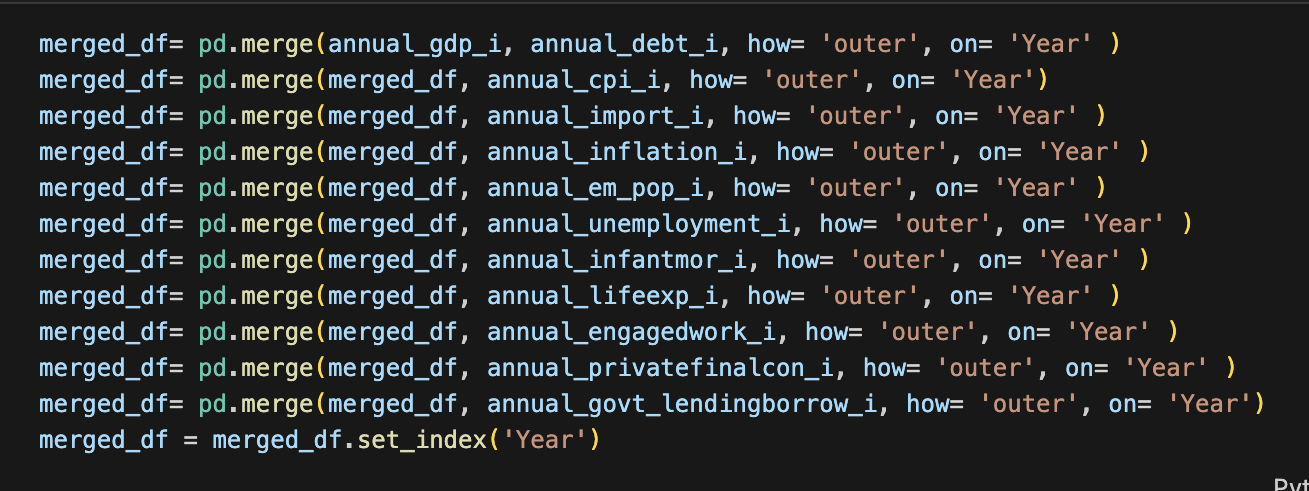 merged_df= pd.merge(annual_gdp_i, annual_debt_i, how= 'outer', on= 'Year' )
merged_df= pd.merge(merged_df, annual_cpi_i, how= 'outer', on= 'Year')
merged_df= pd.merge(merged_df, annual_import_i, how= 'outer', on= 'Year' )
merged_df= pd.merge(merged_df, annual_inflation_i, how= 'outer', on= 'Year' )
merged_df= pd.merge(merged_df, annual_em_pop_i, how= 'outer', on= 'Year' )
merged_df= pd.merge(merged_df, annual_unemployment_i, how= 'outer', on= 'Year' )
merged_df= pd.merge(merged_df, annual_infantmor_i, how= 'outer', on= 'Year' )
merged_df= pd.merge(merged_df, annual_lifeexp_i, how= 'outer', on= 'Year' )
merged_df= pd.merge(merged_df, annual_engagedwork_i, how= 'outer', on= 'Year' )
merged_df= pd.merge(merged_df, annual_privatefinalcon_i, how= 'outer', on= 'Year' )
merged_df= pd.merge(merged_df, annual_govt_lendingborrow_i, how= 'outer', on= 'Year')
merged_df = merged_df.set_index('Year')